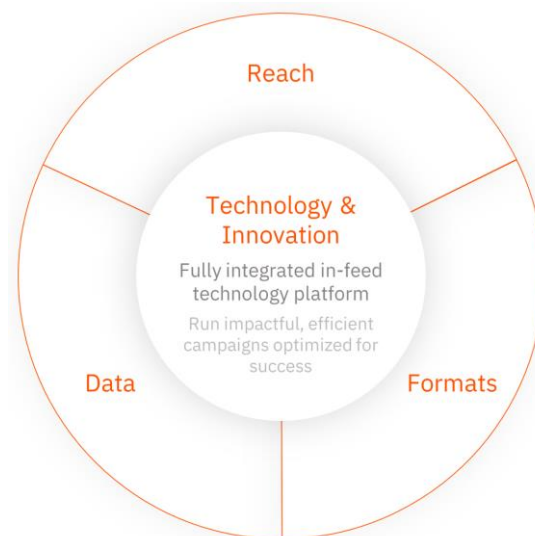 Reach
Technology &
Innovation
Fully integrated in-feed
technology platform
Run impactful, efficient
campaigns optimized for
success
Data
Formats